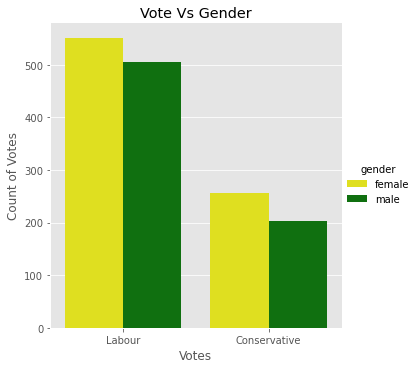 Vote Vs Gender
Count of Votes
500
400
300
200
100
0
Labour
Conservative
Votes
gender
female
male